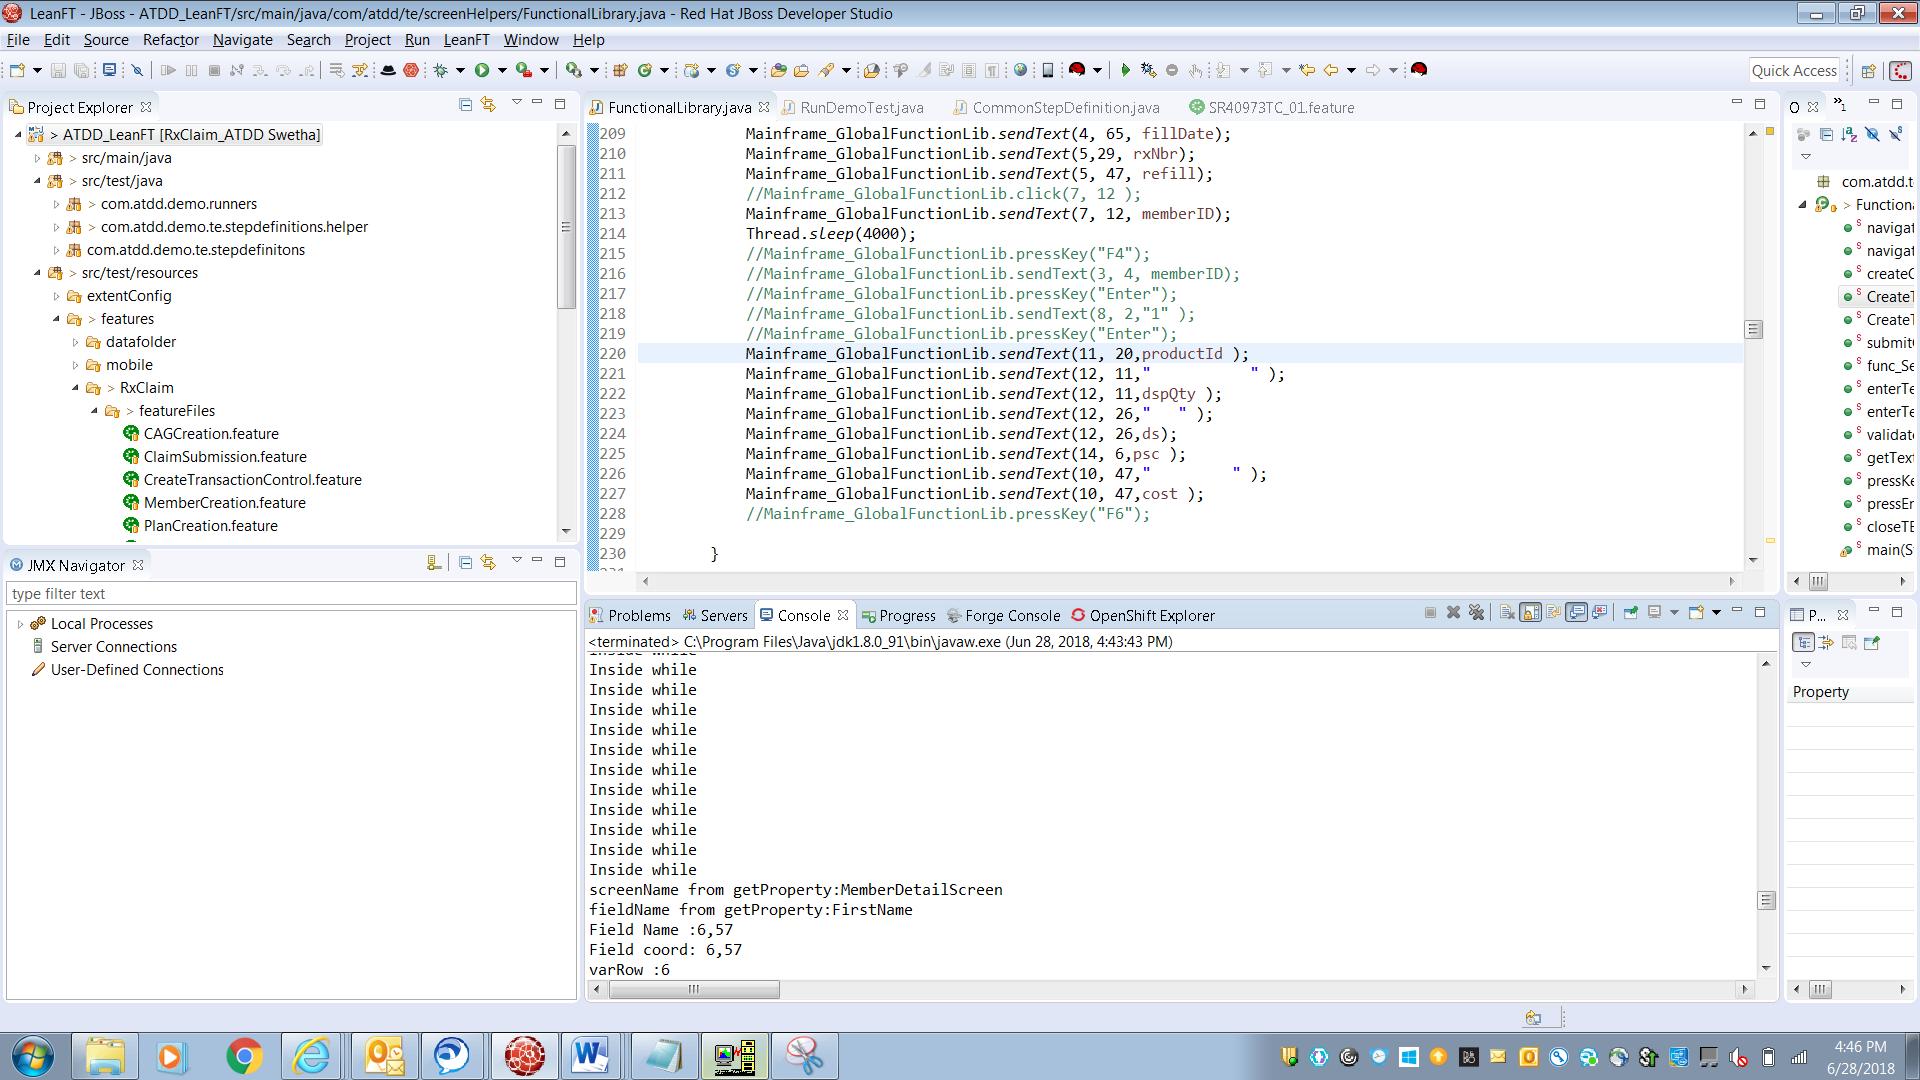 LeanFT - JBoss - ATDD_LeanFT/src/main/java/com/atdd/te/screenHelpers/FunctionalLibrary.java - Red Hat JBoss Developer Studio
File Edit Source Refactor Navigate Search Project Run LeanFT Window Help
Quick Access
Project Explorer
> ATDD_LeanFT [RxClaim_ATDD Swetha]
> src/main/java
> src/test/java
> com.atdd.demo.runners
> com.atdd.demo.te.stepdefinitions.helper
com.atdd.demo.te.stepdefinitons
> src/test/resources
extentConfig
> features
datafolder
mobile
> RxClaim
> featureFiles
CAGCreation.feature
ClaimSubmission.feature
CreateTransactionControl.feature
MemberCreation.feature
PlanCreation.feature
JMX Navigator
type filter text
Local Processes
Server Connections
User-Defined Connections
FunctionalLibrary.java RunDemoTest.java CommonStepDefinition.java SR40973TC_01.feature
209 Mainframe_GlobalFunctionLib.sendText(4, 65, fillDate);
210 Mainframe_GlobalFunctionLib.sendText(5,29, rxNbr);
211 Mainframe_GlobalFunctionLib.sendText(5, 47, refill);
212 //Mainframe_GlobalFunctionLib.click(7, 12 );
213 Mainframe_GlobalFunctionLib.sendText(7, 12, memberID);
214 Thread.sleep(4000);
215 //Mainframe_GlobalFunctionLib.pressKey("F4");
216 //Mainframe_GlobalFunctionLib.sendText(3, 4, memberID);
217 //Mainframe_GlobalFunctionLib.pressKey("Enter");
218 //Mainframe_GlobalFunctionLib.sendText(8, 2,"1" );
219 //Mainframe_GlobalFunctionLib.pressKey("Enter");
220 Mainframe_GlobalFunctionLib.sendText(11, 20,productId );
221 Mainframe_GlobalFunctionLib.sendText(12, 11,"           " );
222 Mainframe_GlobalFunctionLib.sendText(12, 11,dspQty );
223 Mainframe_GlobalFunctionLib.sendText(12, 26,"   " );
224 Mainframe_GlobalFunctionLib.sendText(12, 26,ds);
225 Mainframe_GlobalFunctionLib.sendText(14, 6,psc );
226 Mainframe_GlobalFunctionLib.sendText(10, 47,"         " );
227 Mainframe_GlobalFunctionLib.sendText(10, 47,cost );
228 //Mainframe_GlobalFunctionLib.pressKey("F6");
229
230 }
Problems Servers Console Progress Forge Console OpenShift Explorer
<terminated> C:\Program Files\Java\jdk1.8.0_91\bin\javaw.exe (Jun 28, 2018, 4:43:43 PM)
Inside while
Inside while
Inside while
Inside while
Inside while
Inside while
Inside while
Inside while
Inside while
Inside while
Inside while
Inside while
screenName from getProperty:MemberDetailScreen
fieldName from getProperty:FirstName
Field Name :6,57
Field coord: 6,57
varRow :6
com.atdd.t
> Functiona
navigat
navigat
createC
CreateT
CreateT
submitC
func_Se
enterTe
enterTe
validate
getText
pressKe
pressEn
closeTE
main(S
P...
Property
4:46 PM
6/28/2018